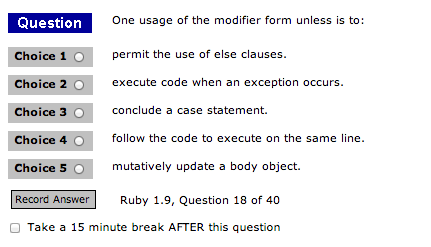 Question One usage of the modifier form unless is to:
Choice 1 permit the use of else clauses.
Choice 2 execute code when an exception occurs.
Choice 3 conclude a case statement.
Choice 4 follow the code to execute on the same line.
Choice 5 mutatively update a body object.
Record Answer Ruby 1.9, Question 18 of 40
Take a 15 minute break AFTER this question